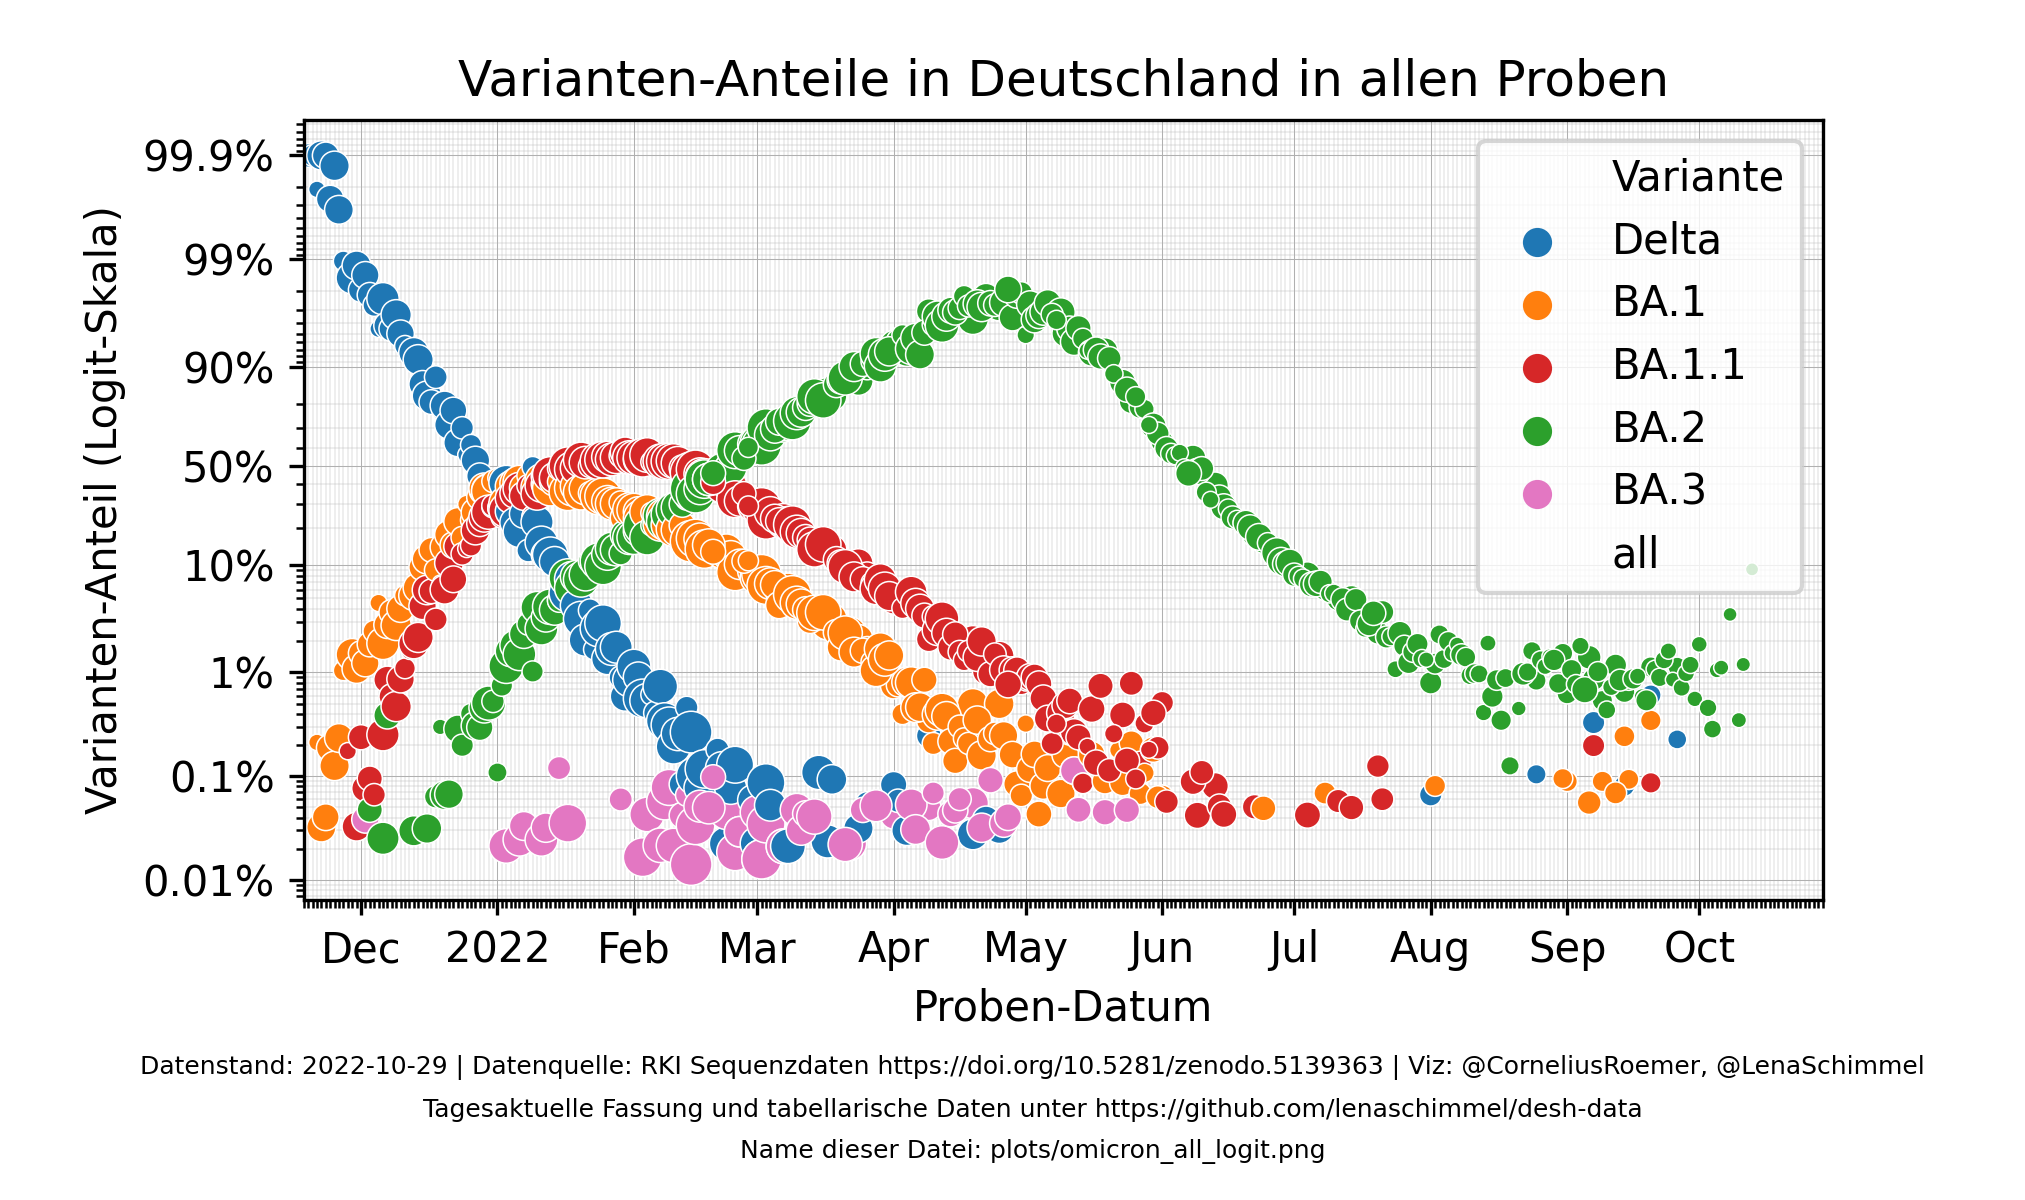 Varianten-Anteile in Deutschland in allen Proben
Varianten-Anteil (Logit-Skala)
99.9%
99%
90%
50%
10%
1%
0.1%
0.01%
Variante
Delta
BA.1
BA.1.1
BA.2
BA.3
all
Dec 2022 Feb Mar Apr May Jun Jul Aug Sep Oct
Proben-Datum
Datenstand: 2022-10-29 | Datenquelle: RKI Sequenzdaten https://doi.org/10.5281/zenodo.5139363 | Viz: @CorneliusRoemer, @LenaSchimmel
Tagesaktuelle Fassung und tabellarische Daten unter https://github.com/lenaschimmel/desh-data
Name dieser Datei: plots/omicron_all_logit.png